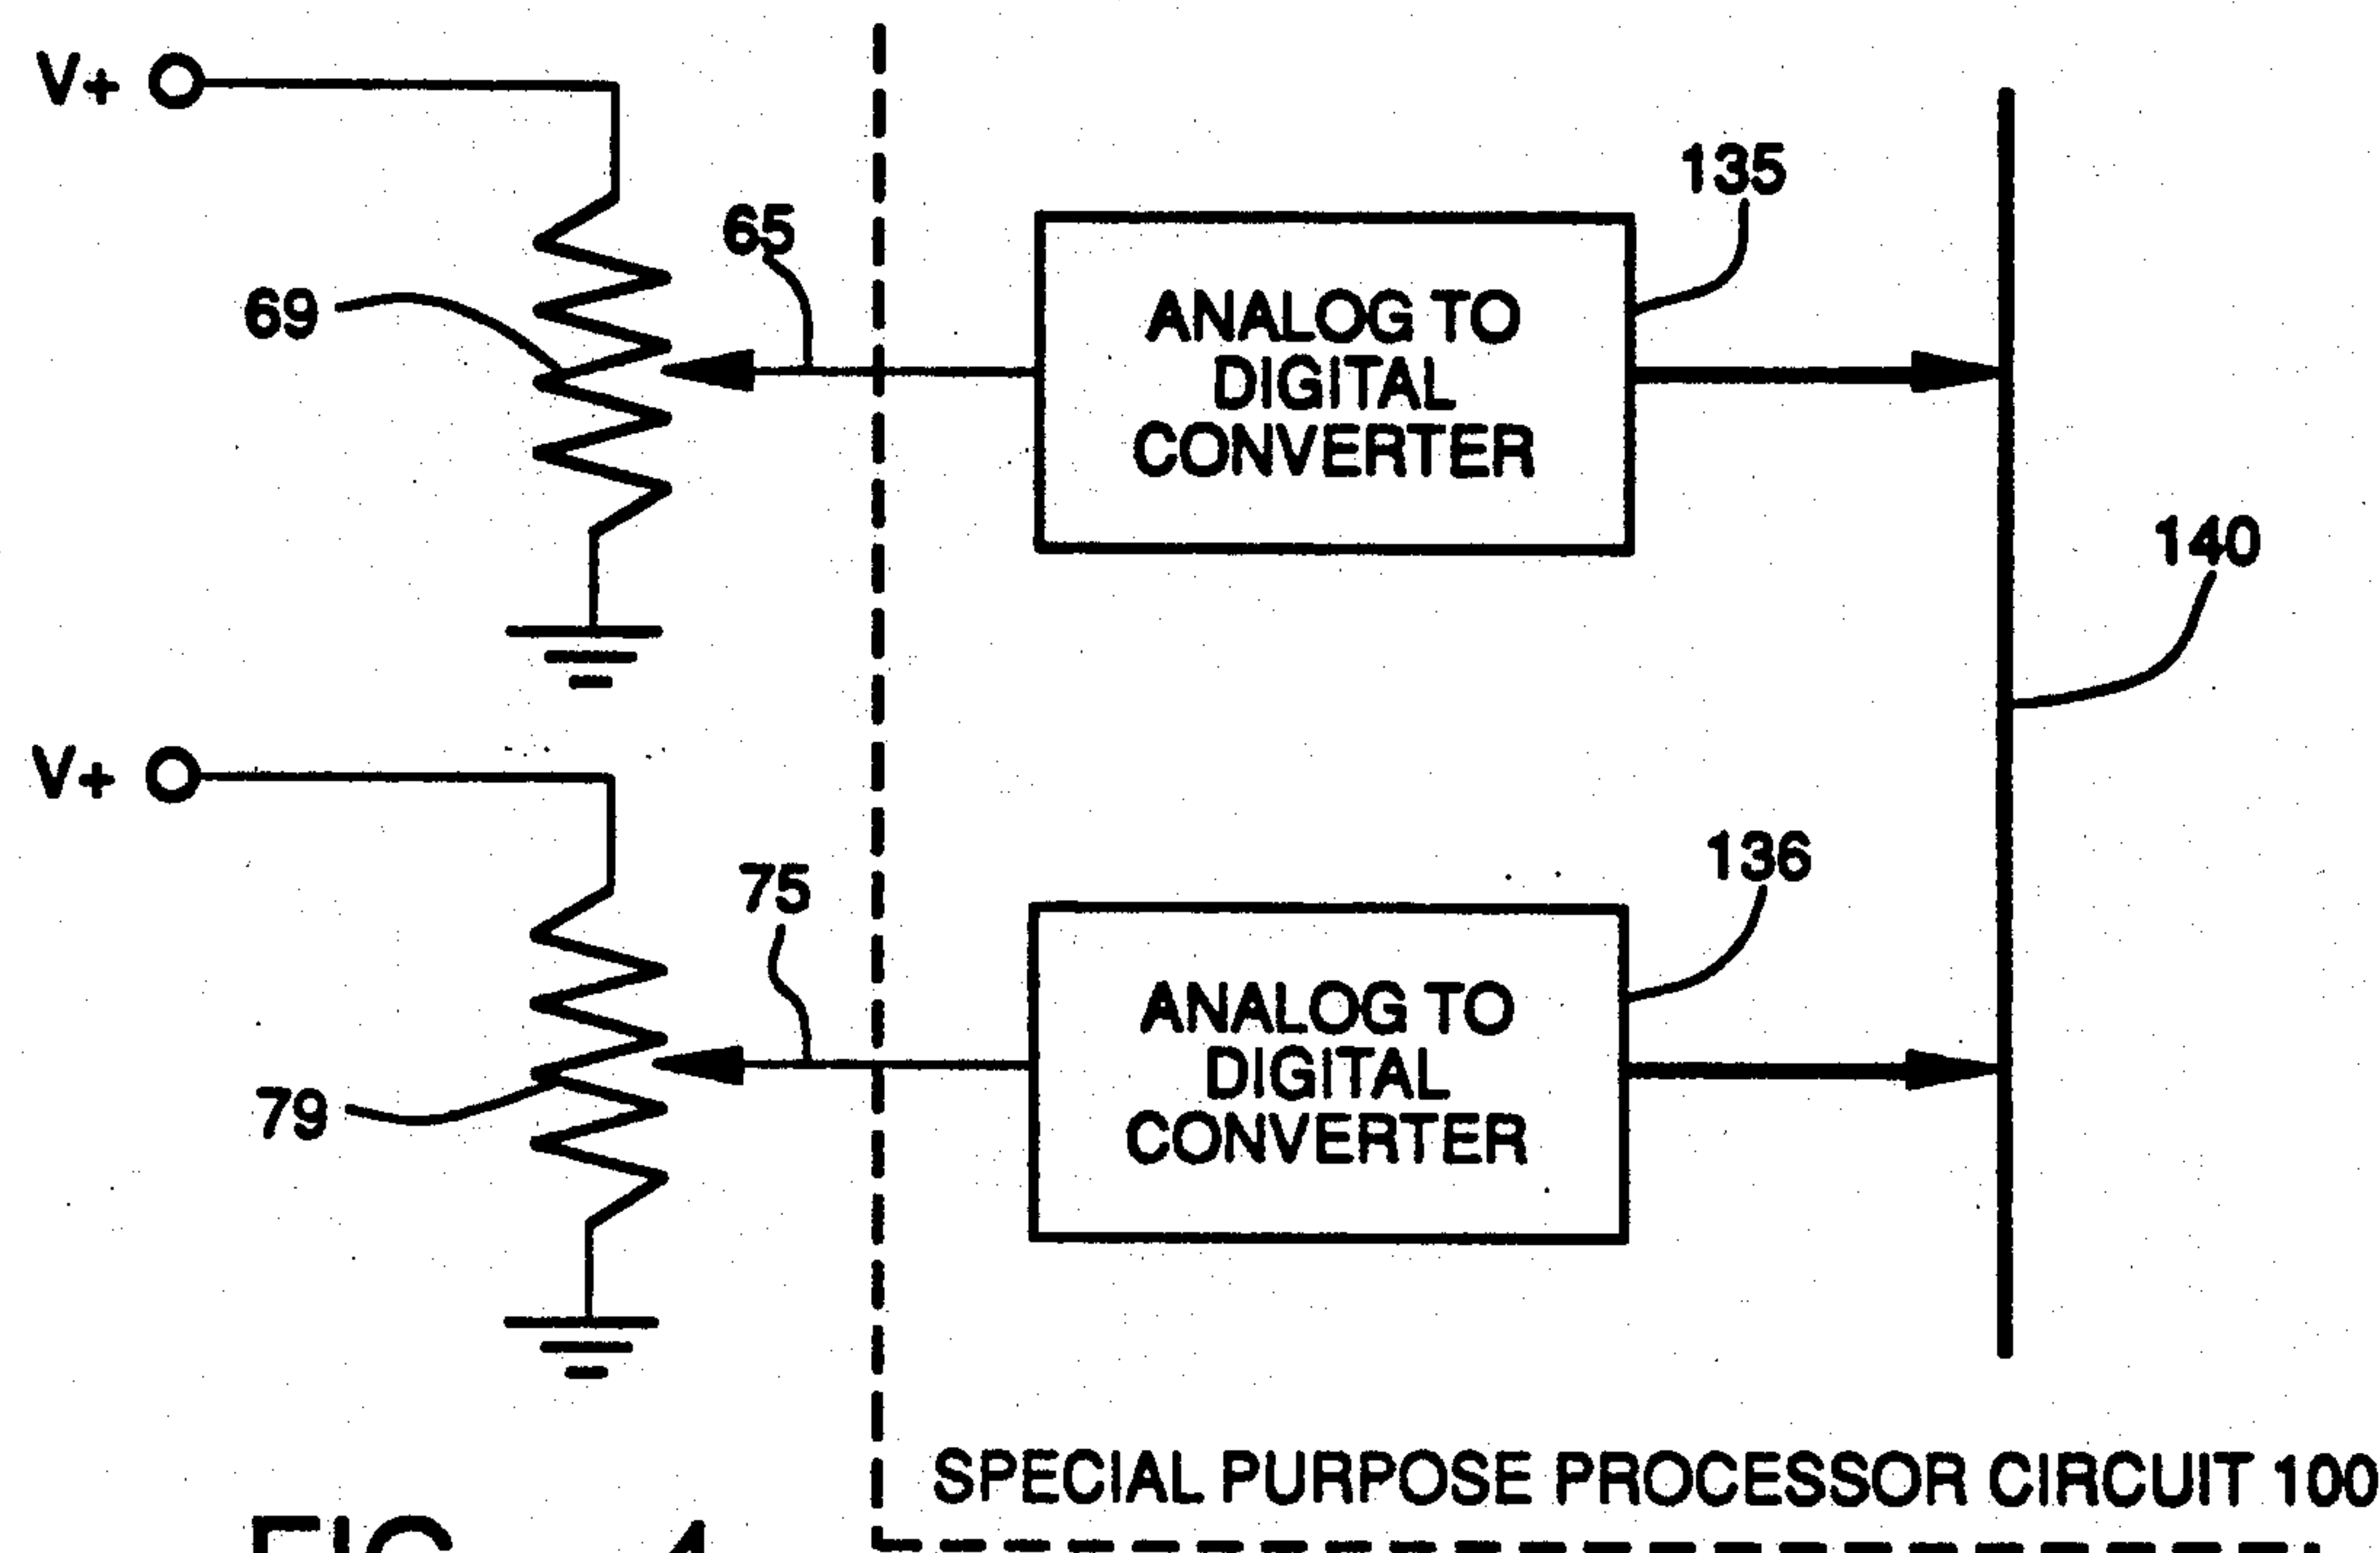 V+
65
69
135
ANALOG TO
DIGITAL
CONVERTER
140
V+
75
79
136
ANALOG TO
DIGITAL
CONVERTER
SPECIAL PURPOSE PROCESSOR CIRCUIT 100